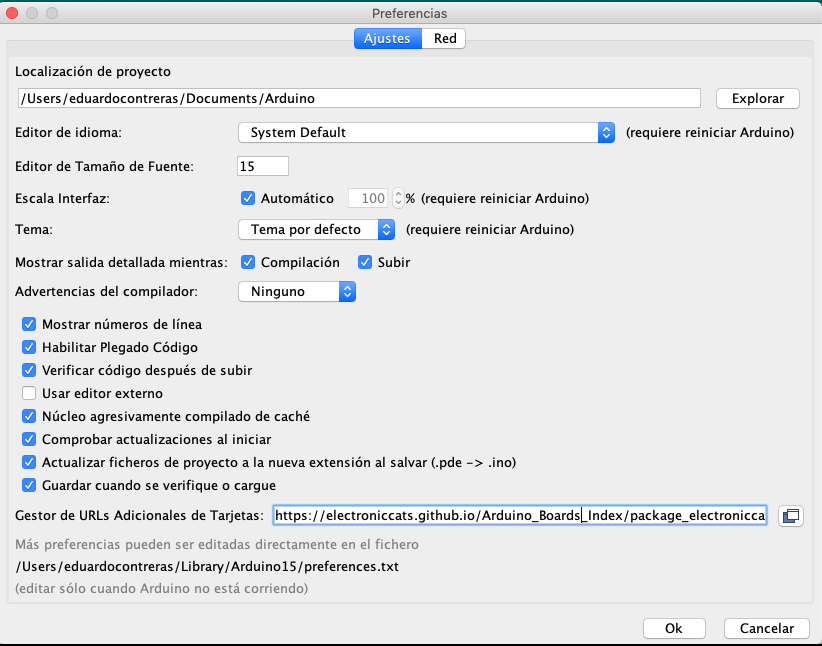 Preferencias
Ajustes Red
Localización de proyecto
/Users/eduardocontreras/Documents/Arduino Explorar
Editor de idioma: System Default (requiere reiniciar Arduino)
Editor de Tamaño de Fuente: 15
Escala Interfaz: Automático 100 % (requiere reiniciar Arduino)
Tema: Tema por defecto (requiere reiniciar Arduino)
Mostrar salida detallada mientras: Compilación Subir
Advertencias del compilador: Ninguno
Mostrar números de línea
Habilitar Plegado Código
Verificar código después de subir
Usar editor externo
Núcleo agresivamente compilado de caché
Comprobar actualizaciones al iniciar
Actualizar ficheros de proyecto a la nueva extensión al salvar (.pde -> .ino)
Guardar cuando se verifique o cargue
Gestor de URLs Adicionales de Tarjetas: https://electroniccats.github.io/Arduino_Boards_Index/package_electronicca
Más preferencias pueden ser editadas directamente en el fichero
/Users/eduardocontreras/Library/Arduino15/preferences.txt
(editar sólo cuando Arduino no está corriendo)
Ok Cancelar